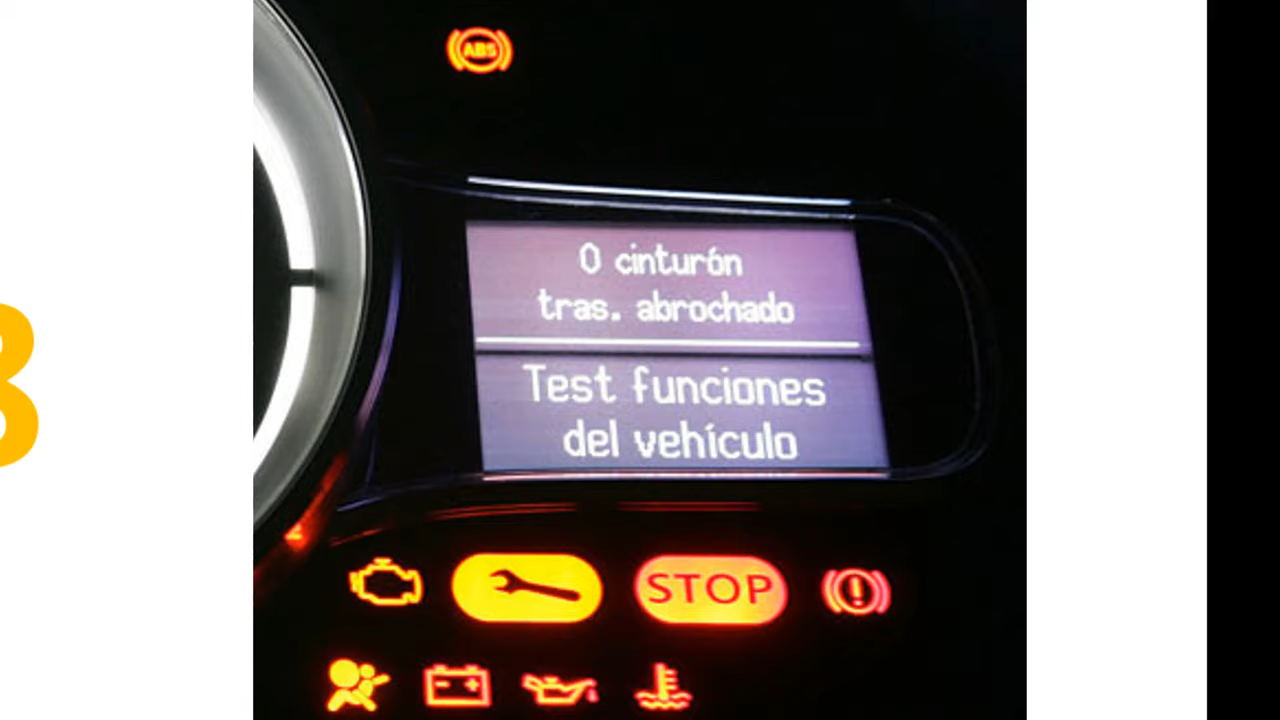 ABS
0 cinturón
tras. abrochado
Test funciones
del vehículo
STOP